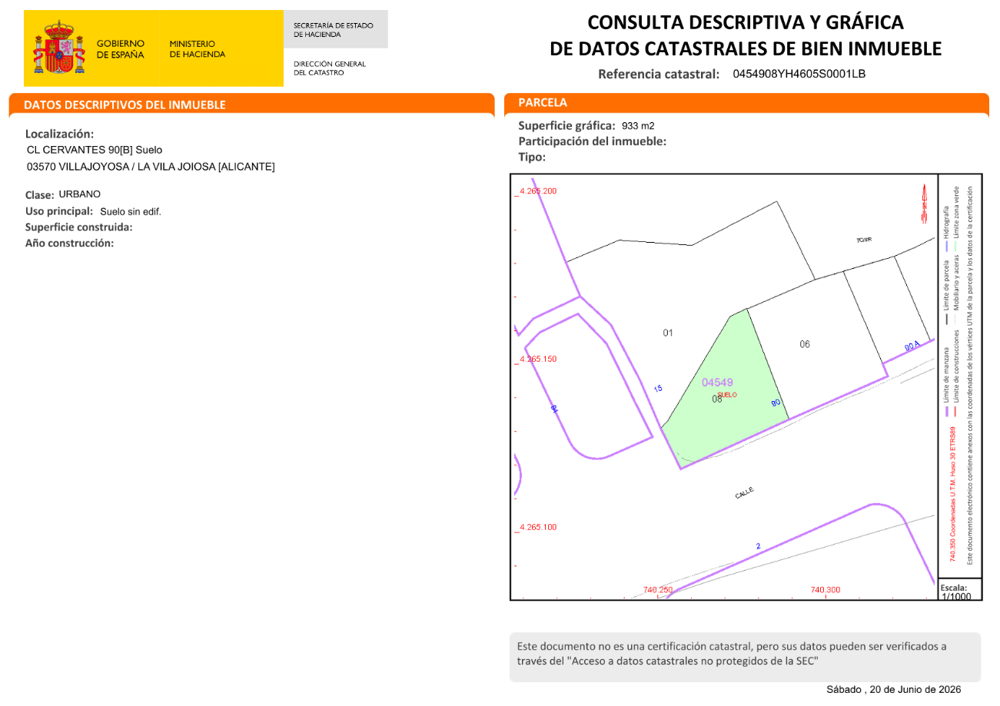 GOBIERNO
DE ESPAÑA
MINISTERIO
DE HACIENDA
SECRETARÍA DE ESTADO
DE HACIENDA
DIRECCIÓN GENERAL
DEL CATASTRO
CONSULTA DESCRIPTIVA Y GRÁFICA
DE DATOS CATASTRALES DE BIEN INMUEBLE
Referencia catastral: 0454908YH4605S0001LB
DATOS DESCRIPTIVOS DEL INMUEBLE
Localización:
CL CERVANTES 90[B] Suelo
03570 VILLAJOYOSA / LA VILA JOIOSA [ALICANTE]
Clase: URBANO
Uso principal: Suelo sin edif.
Superficie construida:
Año construcción:
PARCELA
Superficie gráfica: 933 m2
Participación del inmueble:
Tipo:
4.265.200
TC/FR
01
06
90 A
4.265.150
04549
15
SUELO
08
90
94
CALLE
4.265.100
2
740.250
740.300
Límite de manzana
Límite de parcela
Hidrografía
Límite de construcciones
Mobiliario y aceras
Límite zona verde
740.350 Coordenadas U.T.M. Huso 30 ETRS89
Este documento electrónico contiene anexos con las coordenadas de los vértices UTM de la parcela y los datos de la certificación
Escala:
1/1000
Este documento no es una certificación catastral, pero sus datos pueden ser verificados a
través del "Acceso a datos catastrales no protegidos de la SEC"
Sábado , 20 de Junio de 2026